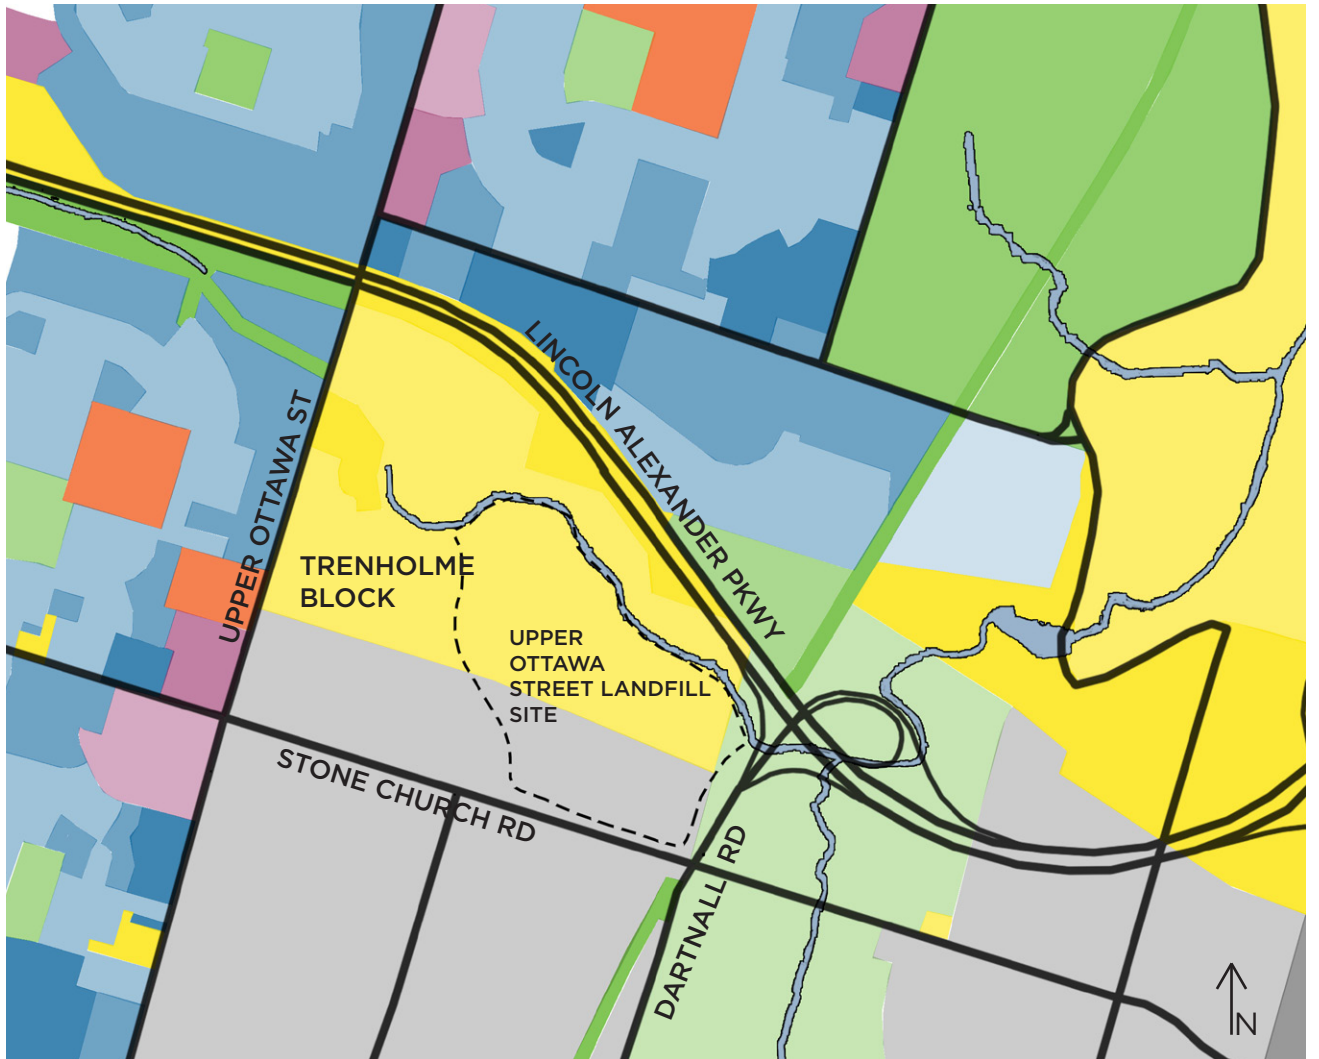 LINCOLN ALEXANDER PKWY
UPPER OTTAWA ST
TRENHOLME
BLOCK
UPPER
OTTAWA
STREET LANDFILL
SITE
STONE CHURCH RD
DARTNALL RD
N